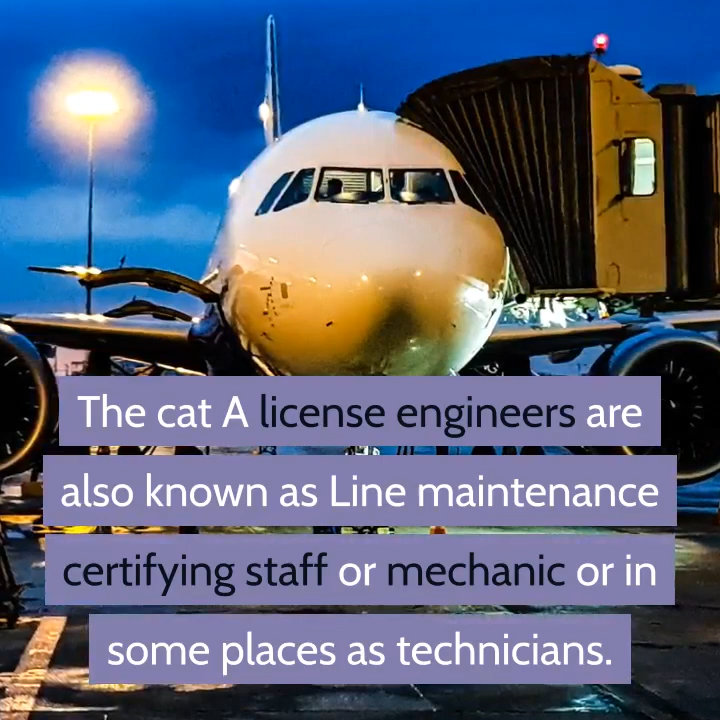 The cat A license engineers are
also known as Line maintenance
certifying staff or mechanic or in
some places as technicians.